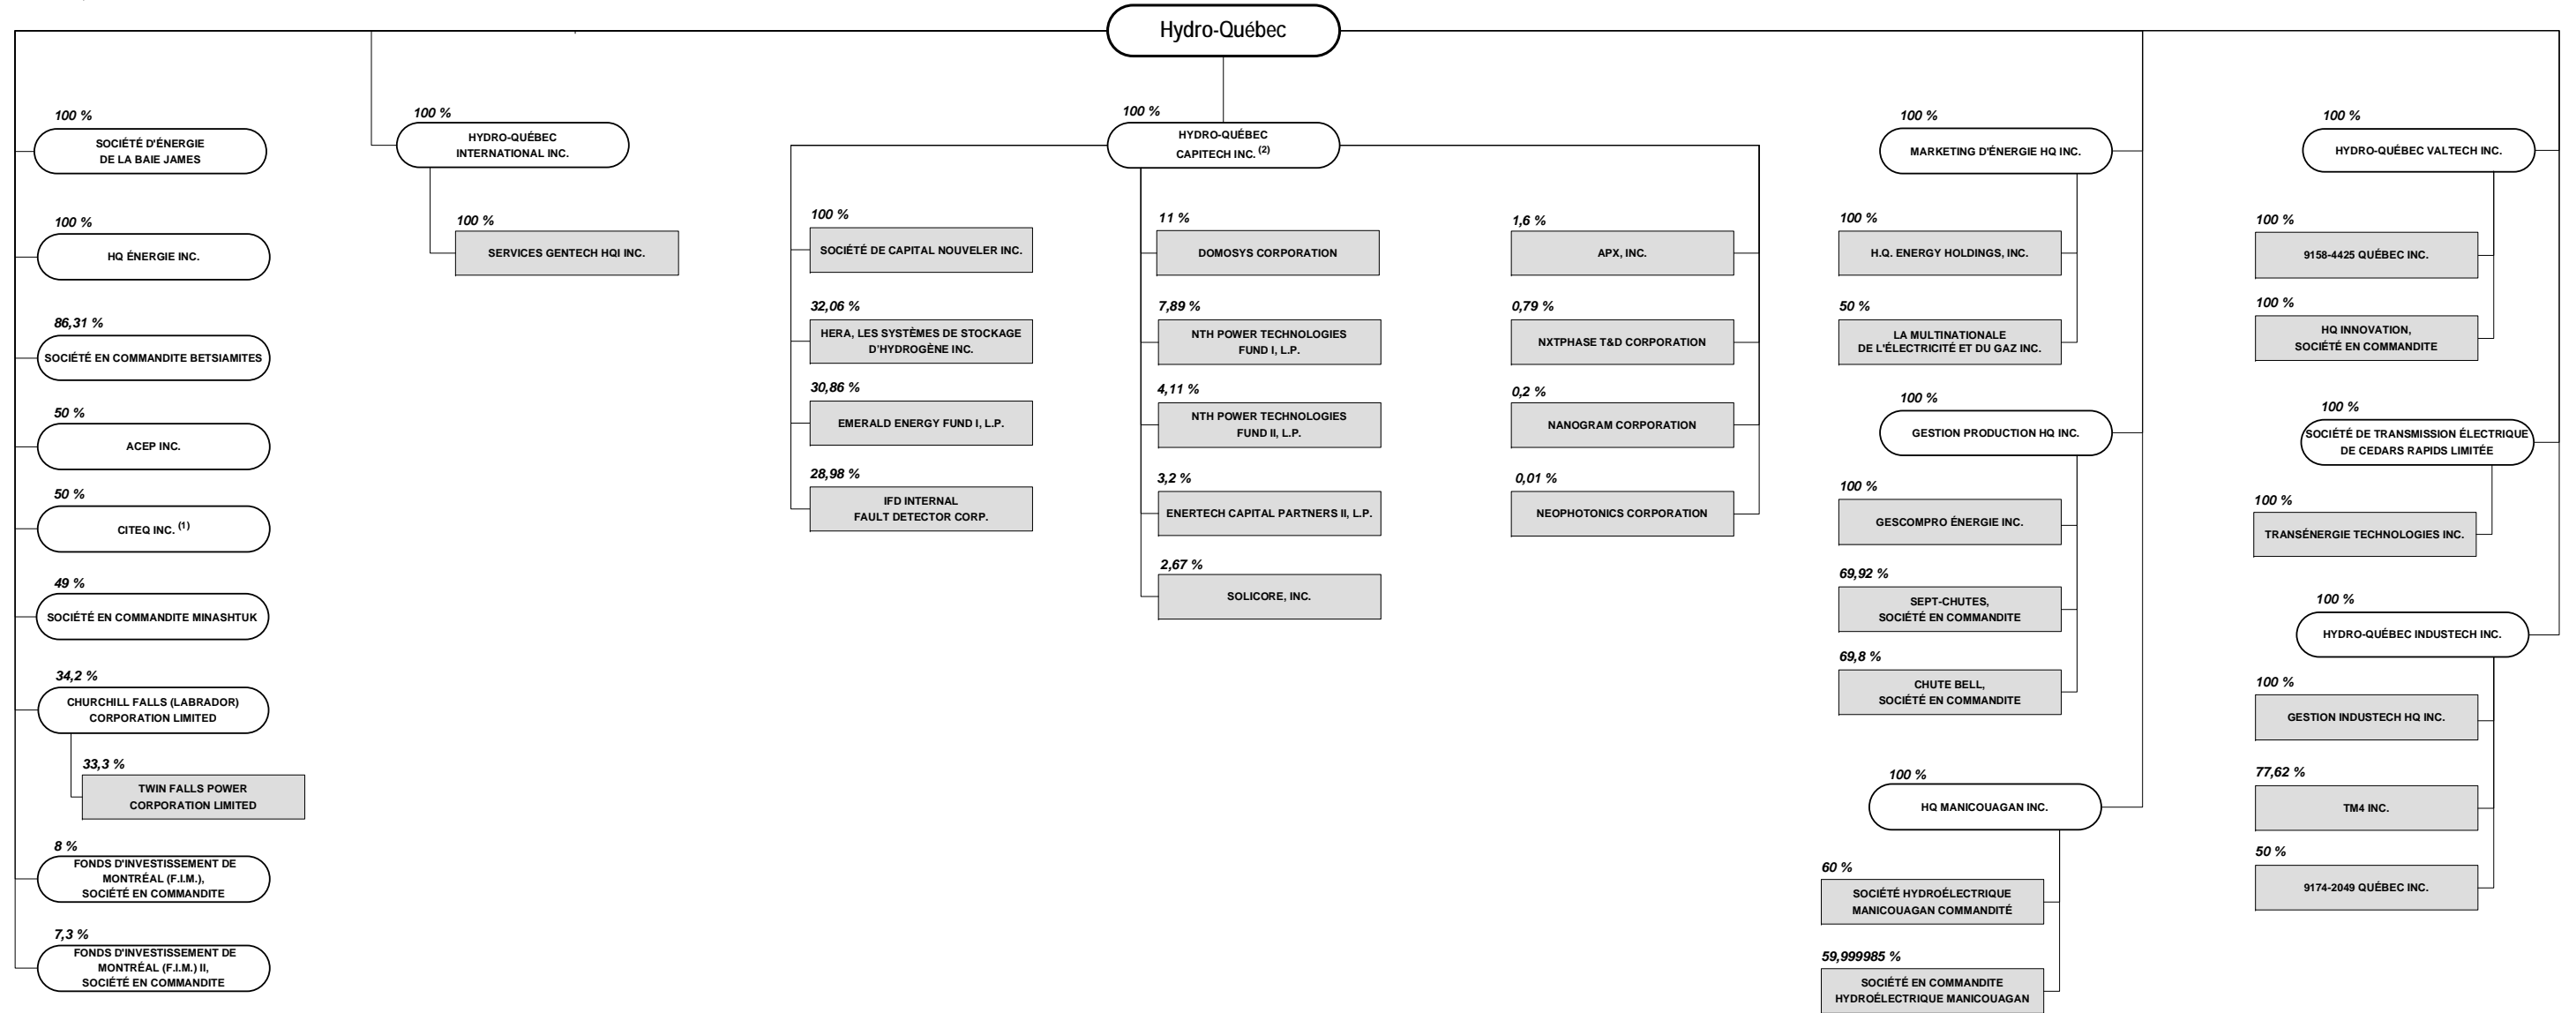 Hydro-Québec
100 %
SOCIÉTÉ D'ÉNERGIE
DE LA BAIE JAMES
100 %
HQ ÉNERGIE INC.
86,31 %
SOCIÉTÉ EN COMMANDITE BETSIAMITES
50 %
ACEP INC.
50 %
CITEQ INC. (1)
49 %
SOCIÉTÉ EN COMMANDITE MINASHTUK
34,2 %
CHURCHILL FALLS (LABRADOR)
CORPORATION LIMITED
33,3 %
TWIN FALLS POWER
CORPORATION LIMITED
8 %
FONDS D'INVESTISSEMENT DE
MONTRÉAL (F.I.M.),
SOCIÉTÉ EN COMMANDITE
7,3 %
FONDS D'INVESTISSEMENT DE
MONTRÉAL (F.I.M.) II,
SOCIÉTÉ EN COMMANDITE
100 %
HYDRO-QUÉBEC
INTERNATIONAL INC.
100 %
SERVICES GENTECH HQI INC.
100 %
HYDRO-QUÉBEC
CAPITECH INC. (2)
100 %
SOCIÉTÉ DE CAPITAL NOUVELER INC.
32,06 %
HERA, LES SYSTÈMES DE STOCKAGE
D'HYDROGÈNE INC.
30,86 %
EMERALD ENERGY FUND I, L.P.
28,98 %
IFD INTERNAL
FAULT DETECTOR CORP.
11 %
DOMOSYS CORPORATION
7,89 %
NTH POWER TECHNOLOGIES
FUND I, L.P.
4,11 %
NTH POWER TECHNOLOGIES
FUND II, L.P.
3,2 %
ENERTECH CAPITAL PARTNERS II, L.P.
2,67 %
SOLICORE, INC.
1,6 %
APX, INC.
0,79 %
NXTPHASE T&D CORPORATION
0,2 %
NANOGRAM CORPORATION
0,01 %
NEOPHOTONICS CORPORATION
100 %
MARKETING D'ÉNERGIE HQ INC.
100 %
H.Q. ENERGY HOLDINGS, INC.
50 %
LA MULTINATIONALE
DE L'ÉLECTRICITÉ ET DU GAZ INC.
100 %
GESTION PRODUCTION HQ INC.
100 %
GESCOMPRO ÉNERGIE INC.
69,92 %
SEPT-CHUTES,
SOCIÉTÉ EN COMMANDITE
69,8 %
CHUTE BELL,
SOCIÉTÉ EN COMMANDITE
100 %
HQ MANICOUAGAN INC.
60 %
SOCIÉTÉ HYDROÉLECTRIQUE
MANICOUAGAN COMMANDITÉ
59,999985 %
SOCIÉTÉ EN COMMANDITE
HYDROÉLECTRIQUE MANICOUAGAN
100 %
HYDRO-QUÉBEC VALTECH INC.
100 %
9158-4425 QUÉBEC INC.
100 %
HQ INNOVATION,
SOCIÉTÉ EN COMMANDITE
100 %
SOCIÉTÉ DE TRANSMISSION ÉLECTRIQUE
DE CEDARS RAPIDS LIMITÉE
100 %
TRANSÉNERGIE TECHNOLOGIES INC.
100 %
HYDRO-QUÉBEC INDUSTECH INC.
100 %
GESTION INDUSTECH HQ INC.
77,62 %
TM4 INC.
50 %
9174-2049 QUÉBEC INC.